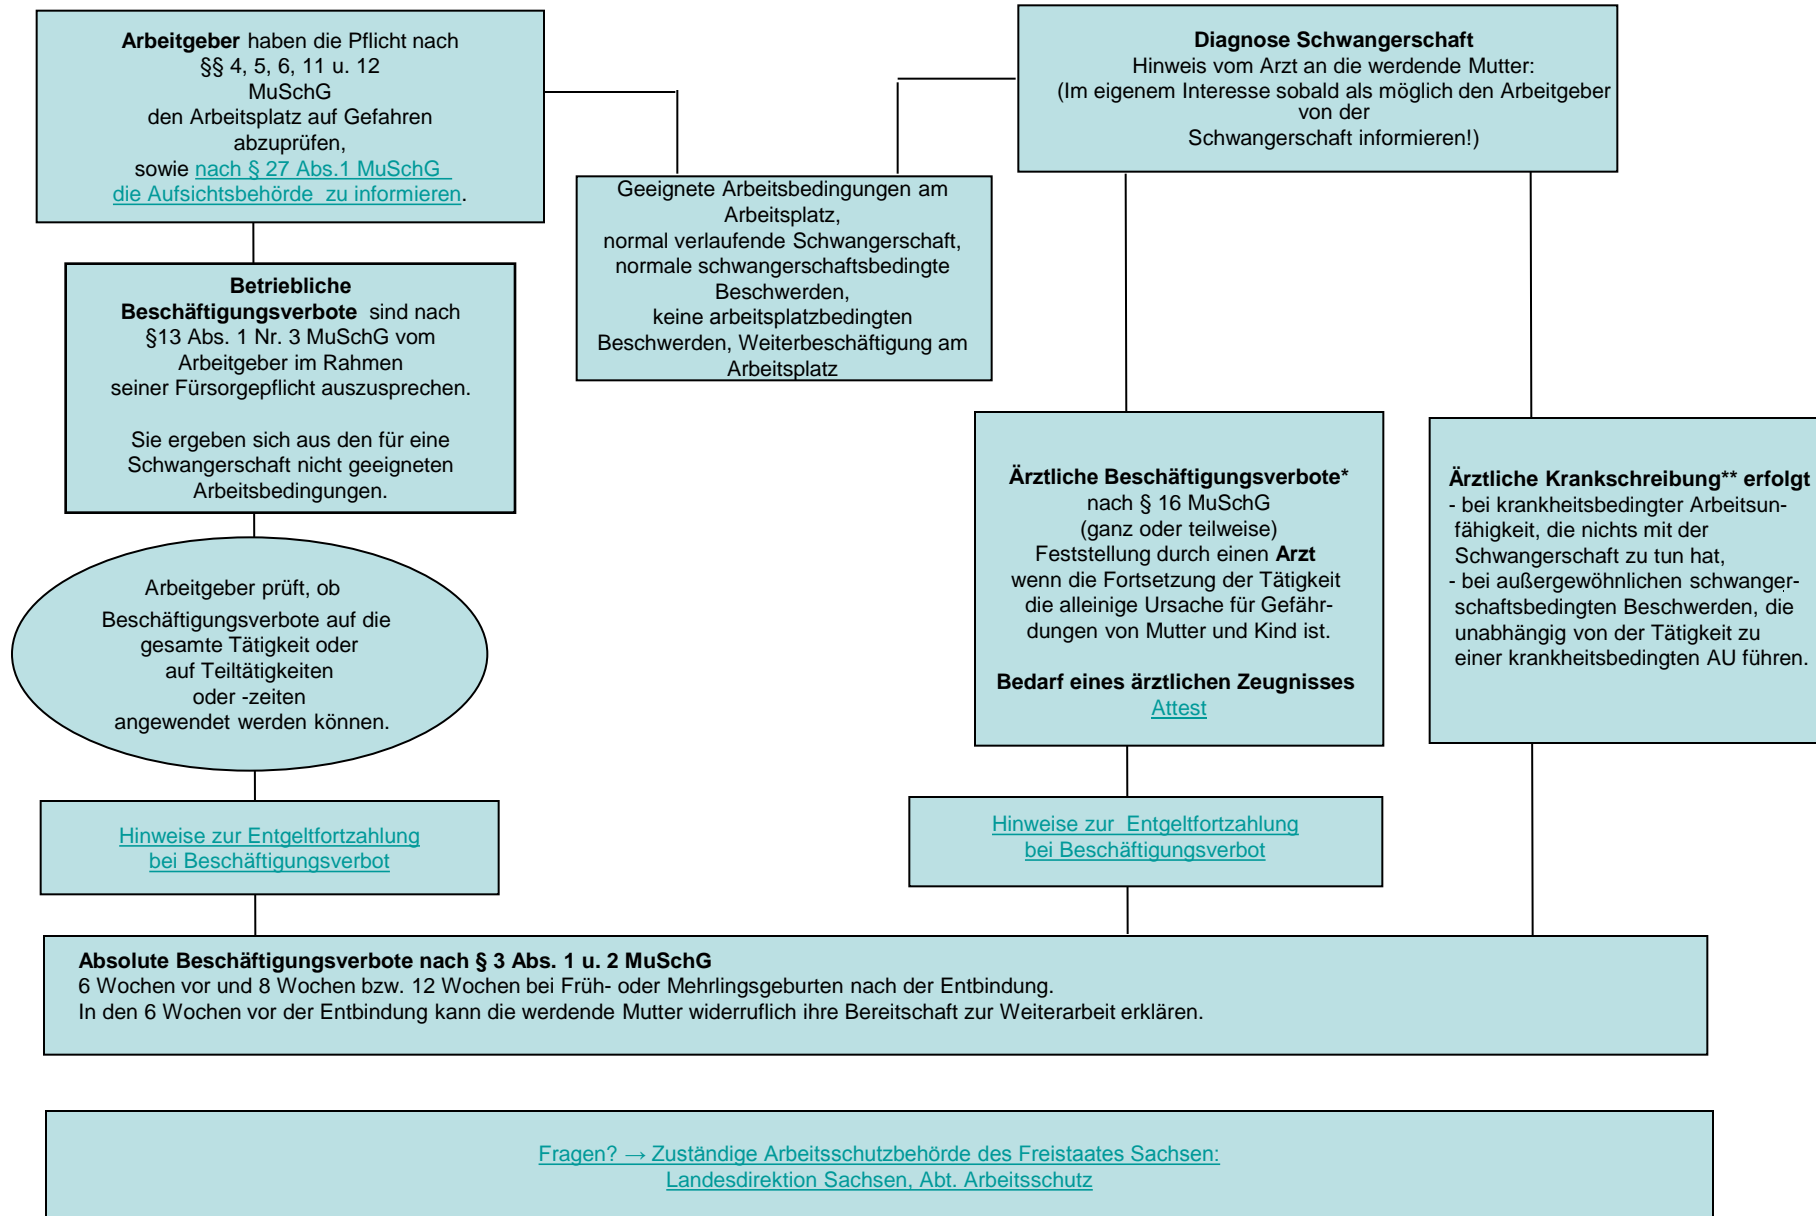 Arbeitgeber haben die Pflicht nach
§§ 4, 5, 6, 11 u. 12
MuSchG
den Arbeitsplatz auf Gefahren
abzuprüfen,
sowie nach § 27 Abs.1 MuSchG
die Aufsichtsbehörde zu informieren.
Diagnose Schwangerschaft
Hinweis vom Arzt an die werdende Mutter:
(Im eigenem Interesse sobald als möglich den Arbeitgeber
von der
Schwangerschaft informieren!)
Geeignete Arbeitsbedingungen am
Arbeitsplatz,
normal verlaufende Schwangerschaft,
normale schwangerschaftsbedingte
Beschwerden,
keine arbeitsplatzbedingten
Beschwerden, Weiterbeschäftigung am
Arbeitsplatz
Betriebliche
Beschäftigungsverbote sind nach
§13 Abs. 1 Nr. 3 MuSchG vom
Arbeitgeber im Rahmen
seiner Fürsorgepflicht auszusprechen.
Sie ergeben sich aus den für eine
Schwangerschaft nicht geeigneten
Arbeitsbedingungen.
Arbeitgeber prüft, ob
Beschäftigungsverbote auf die
gesamte Tätigkeit oder
auf Teiltätigkeiten
oder -zeiten
angewendet werden können.
Ärztliche Beschäftigungsverbote*
nach § 16 MuSchG
(ganz oder teilweise)
Feststellung durch einen Arzt
wenn die Fortsetzung der Tätigkeit
die alleinige Ursache für Gefähr-
dungen von Mutter und Kind ist.
Bedarf eines ärztlichen Zeugnisses
Attest
Ärztliche Krankschreibung** erfolgt
- bei krankheitsbedingter Arbeitsun-
fähigkeit, die nichts mit der
Schwangerschaft zu tun hat,
- bei außergewöhnlichen schwanger-
schaftsbedingten Beschwerden, die
unabhängig von der Tätigkeit zu
einer krankheitsbedingten AU führen.
Hinweise zur Entgeltfortzahlung
bei Beschäftigungsverbot
Hinweise zur Entgeltfortzahlung
bei Beschäftigungsverbot
Absolute Beschäftigungsverbote nach § 3 Abs. 1 u. 2 MuSchG
6 Wochen vor und 8 Wochen bzw. 12 Wochen bei Früh- oder Mehrlingsgeburten nach der Entbindung.
In den 6 Wochen vor der Entbindung kann die werdende Mutter widerruflich ihre Bereitschaft zur Weiterarbeit erklären.
Fragen? → Zuständige Arbeitsschutzbehörde des Freistaates Sachsen:
Landesdirektion Sachsen, Abt. Arbeitsschutz